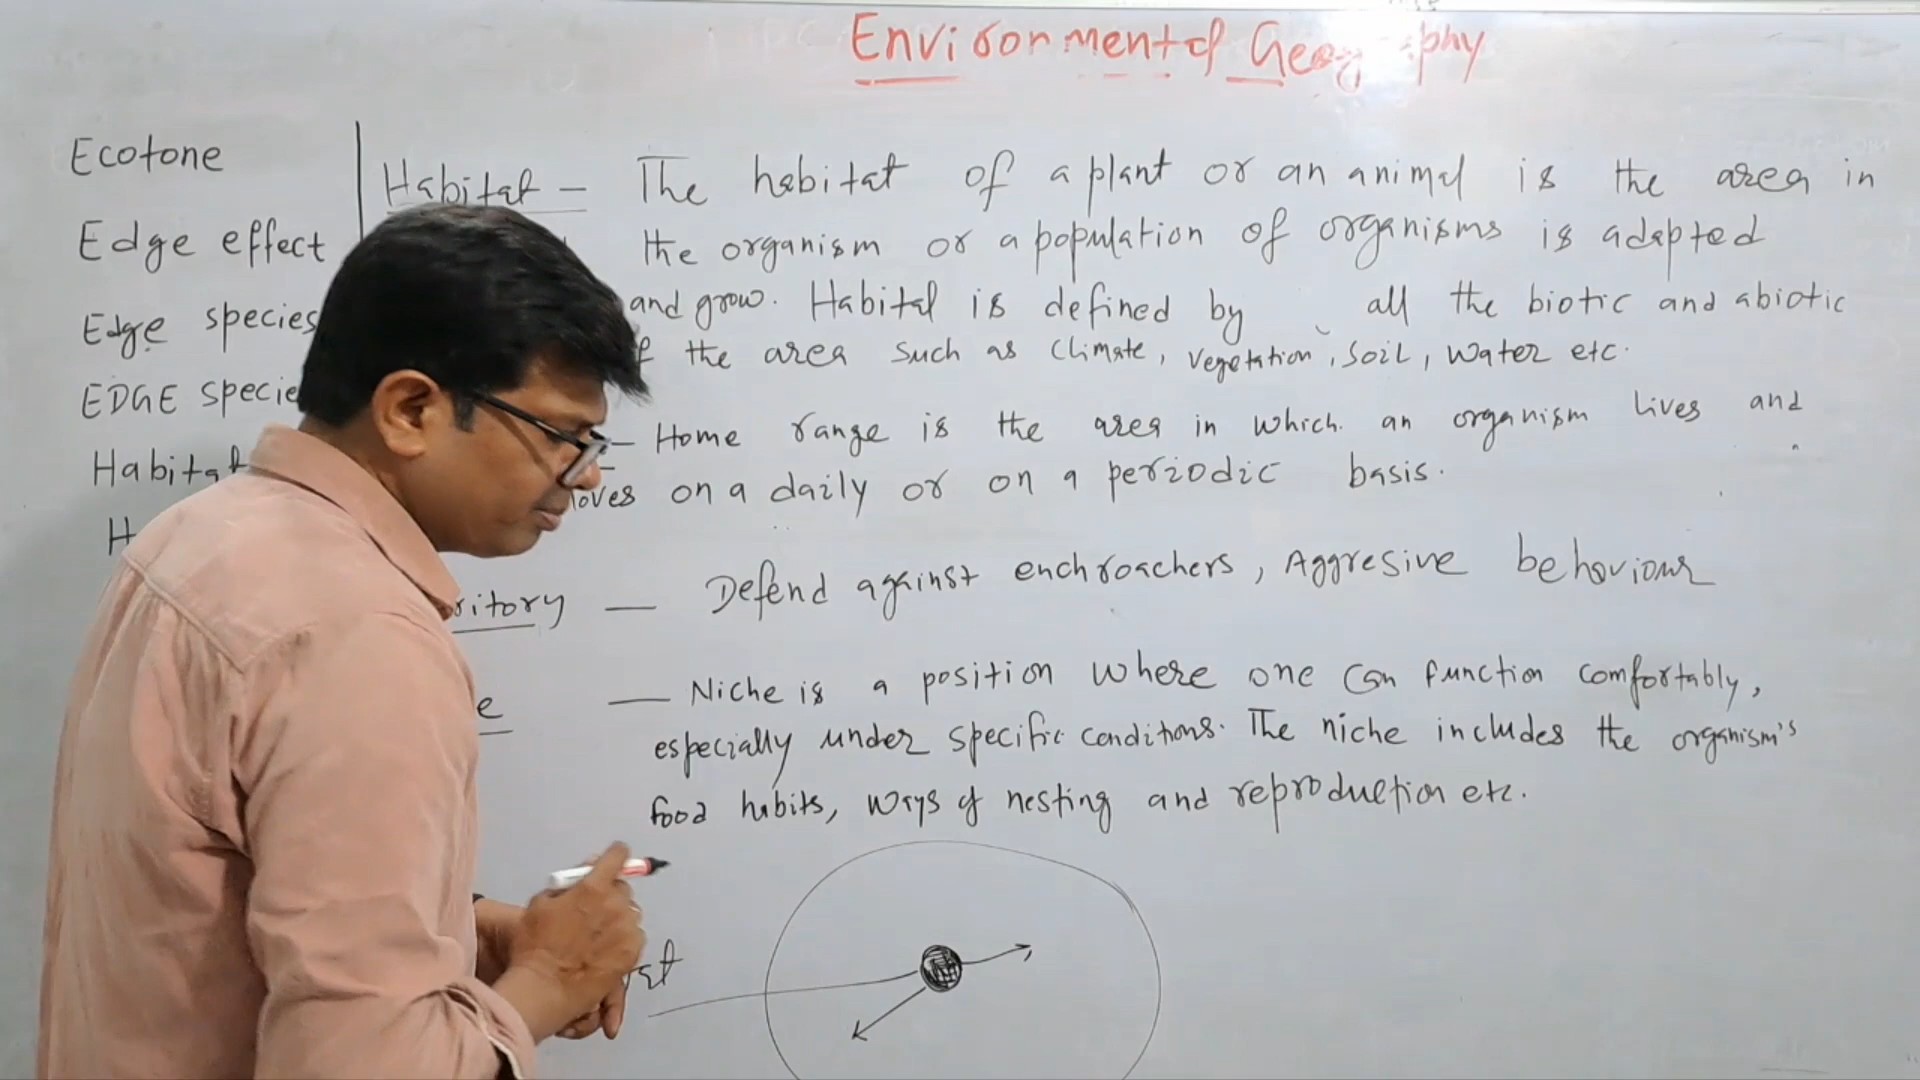 Environmental Geography
Ecotone
Edge effect
Edge species
EDGE specie
Habitat
H
Habitat - The habitat of a plant or an animal is the area in
the organism or a population of organisms is adapted
and grow. Habital is defined by all the biotic and abiotic
the area such as climate, vegetation, soil, water etc.
- Home range is the area in which an organism lives and
oves on a daily or on a periodic basis.
ritory - Defend against enchroachers, Aggresive behaviour
e - Niche is a position where one can function comfortably,
especially under specific conditions. The niche includes the organism's
food habits, ways of nesting and reproduction etc.